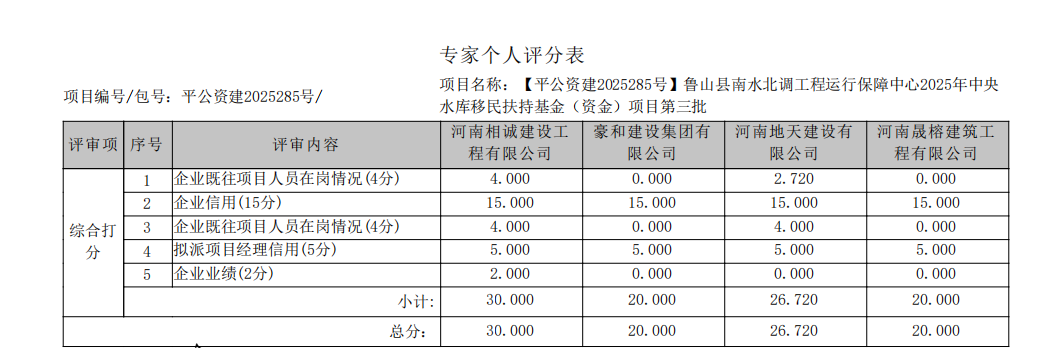 专家个人评分表
项目编号/包号：平公资建2025285号/
项目名称：【平公资建2025285号】鲁山县南水北调工程运行保障中心2025年中央
水库移民扶持基金（资金）项目第三批
评审项 序号 评审内容 河南相诚建设工程有限公司 豪和建设集团有限公司 河南地天建设有限公司 河南晟榕建筑工程有限公司
综合打分
1 企业既往项目人员在岗情况(4分) 4.000 0.000 2.720 0.000
2 企业信用(15分) 15.000 15.000 15.000 15.000
3 企业既往项目人员在岗情况(4分) 4.000 0.000 4.000 0.000
4 拟派项目经理信用(5分) 5.000 5.000 5.000 5.000
5 企业业绩(2分) 2.000 0.000 0.000 0.000
小计: 30.000 20.000 26.720 20.000
总分: 30.000 20.000 26.720 20.000